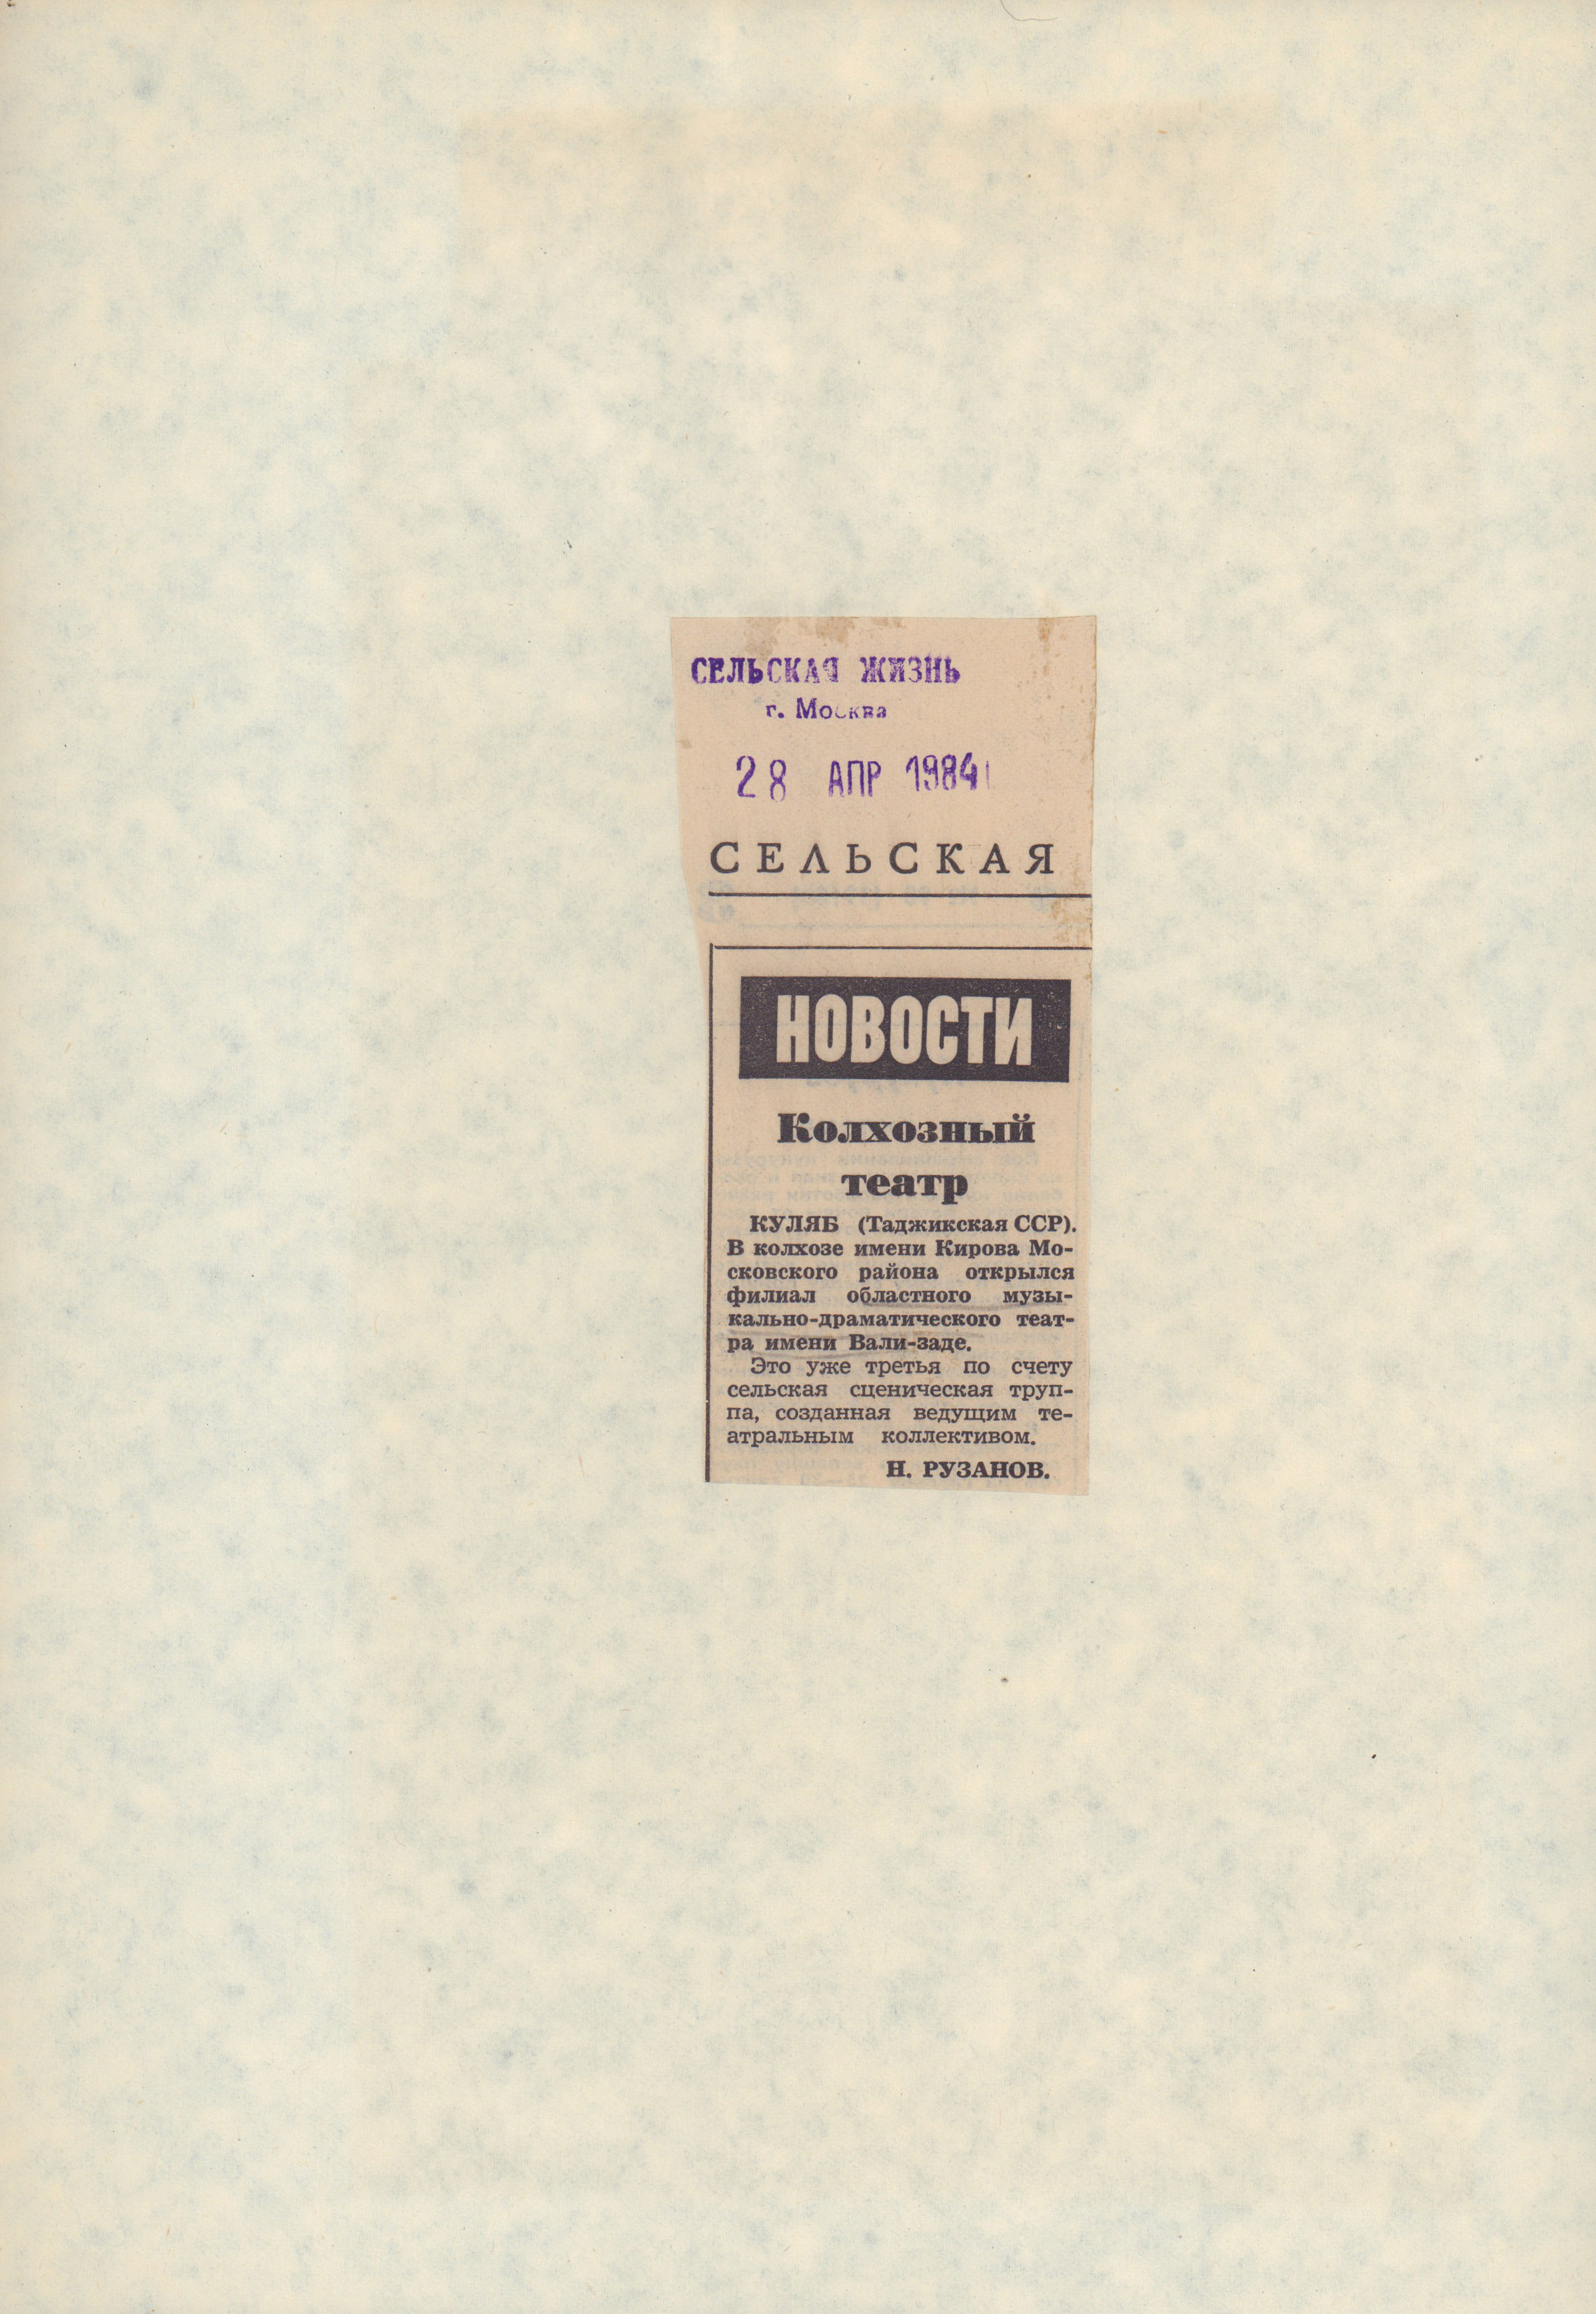 СЕЛЬСКАЯ ЖИЗНЬ
г. Москва
28 АПР 1984
СЕЛЬСКАЯ
НОВОСТИ
Колхозный
театр
КУЛЯБ (Таджикская ССР).
В колхозе имени Кирова Мо-
сковского района открылся
филиал областного музы-
кально-драматического теат-
ра имени Вали-заде.
Это уже третья по счету
сельская сценическая труп-
па, созданная ведущим те-
атральным коллективом.
Н. РУЗАНОВ.